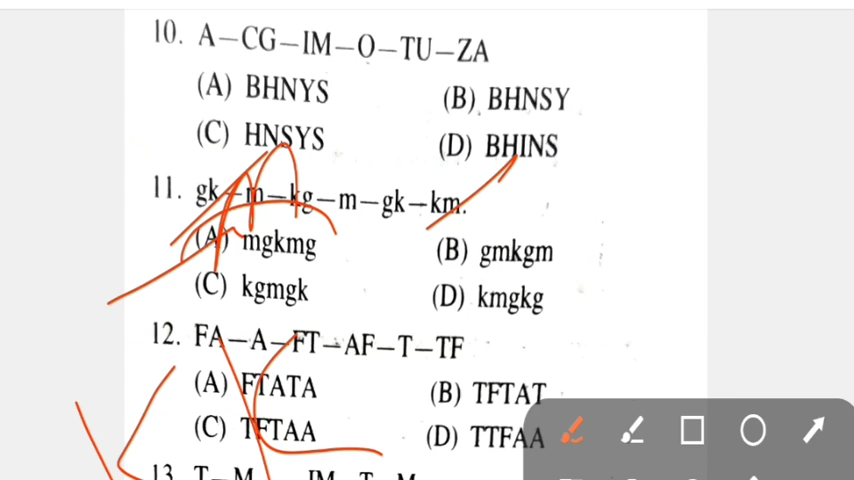 10. A–CG–IM–O–TU–ZA
(A) BHNYS (B) BHNSY
(C) HNSYS (D) BHINS
11. gk–m–kg–m–gk–km.
(A) mgkmg (B) gmkgm
(C) kgmgk (D) kmgkg
12. FA–A–FT–AF–T–TF
(A) FTATA (B) TFTAT
(C) TFTAA (D) TTFAA
13. T–M